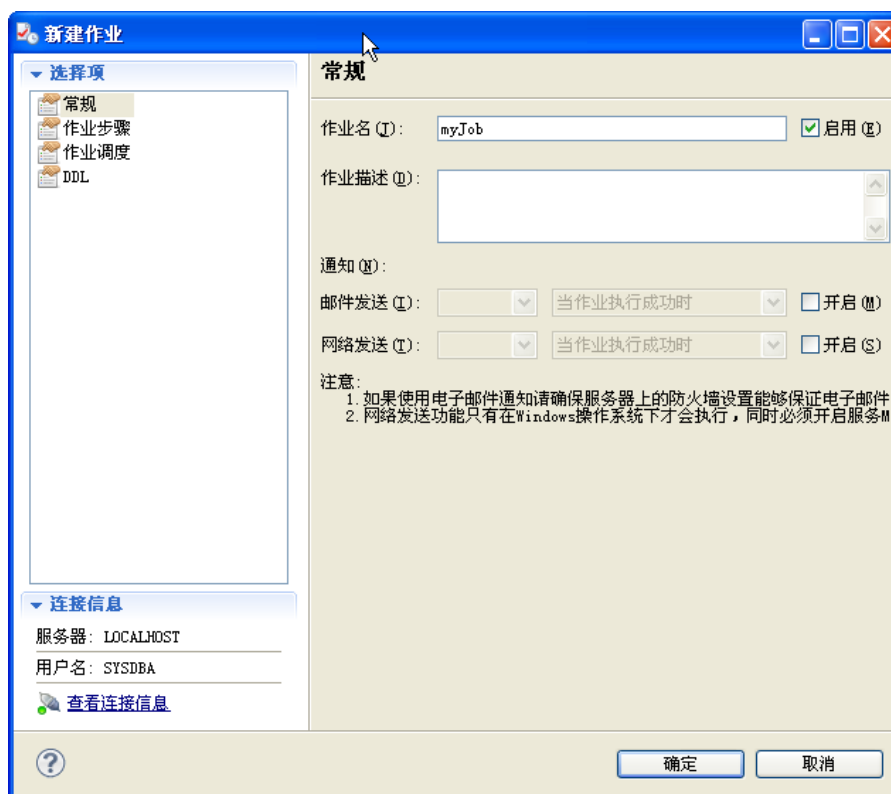 新建作业
选择项
常规
作业步骤
作业调度
DDL
连接信息
服务器: LOCALHOST
用户名: SYSDBA
查看连接信息
常规
作业名(J):
myJob
启用(E)
作业描述(D):
通知(N):
邮件发送(I):
当作业执行成功时
开启(M)
网络发送(T):
当作业执行成功时
开启(S)
注意:
1.如果使用电子邮件通知请确保服务器上的防火墙设置能够保证电子邮件
2.网络发送功能只有在Windows操作系统下才会执行，同时必须开启服务M
确定
取消